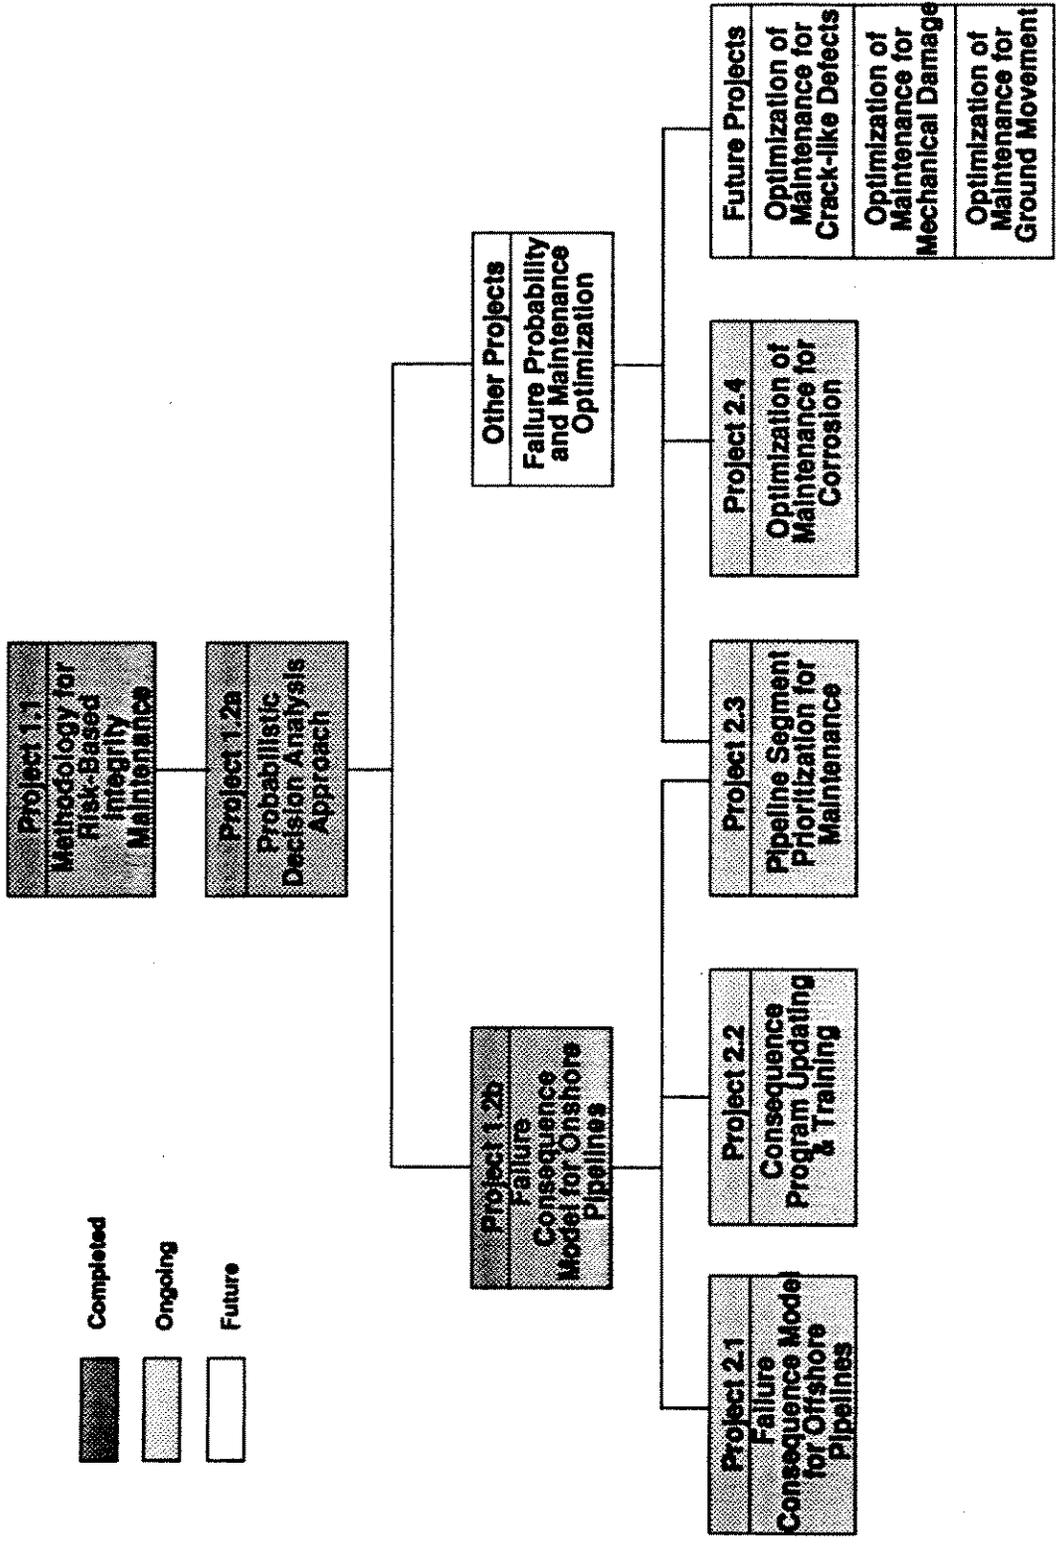 Completed
Ongoing
Future
Project 1.1
Methodology for
Risk-Based
Integrity
Maintenance
Project 1.2a
Probabilistic
Decision Analysis
Approach
Project 1.2b
Failure
Consequence
Model for Onshore
Pipelines
Other Projects
Failure Probability
and Maintenance
Optimization
Project 2.1
Failure
Consequence Model
for Offshore
Pipelines
Project 2.2
Consequence
Program Updating
& Training
Project 2.3
Pipeline Segment
Prioritization for
Maintenance
Project 2.4
Optimization of
Maintenance for
Corrosion
Future Projects
Optimization of
Maintenance for
Crack-like Defects
Optimization of
Maintenance for
Mechanical Damage
Optimization of
Maintenance for
Ground Movement